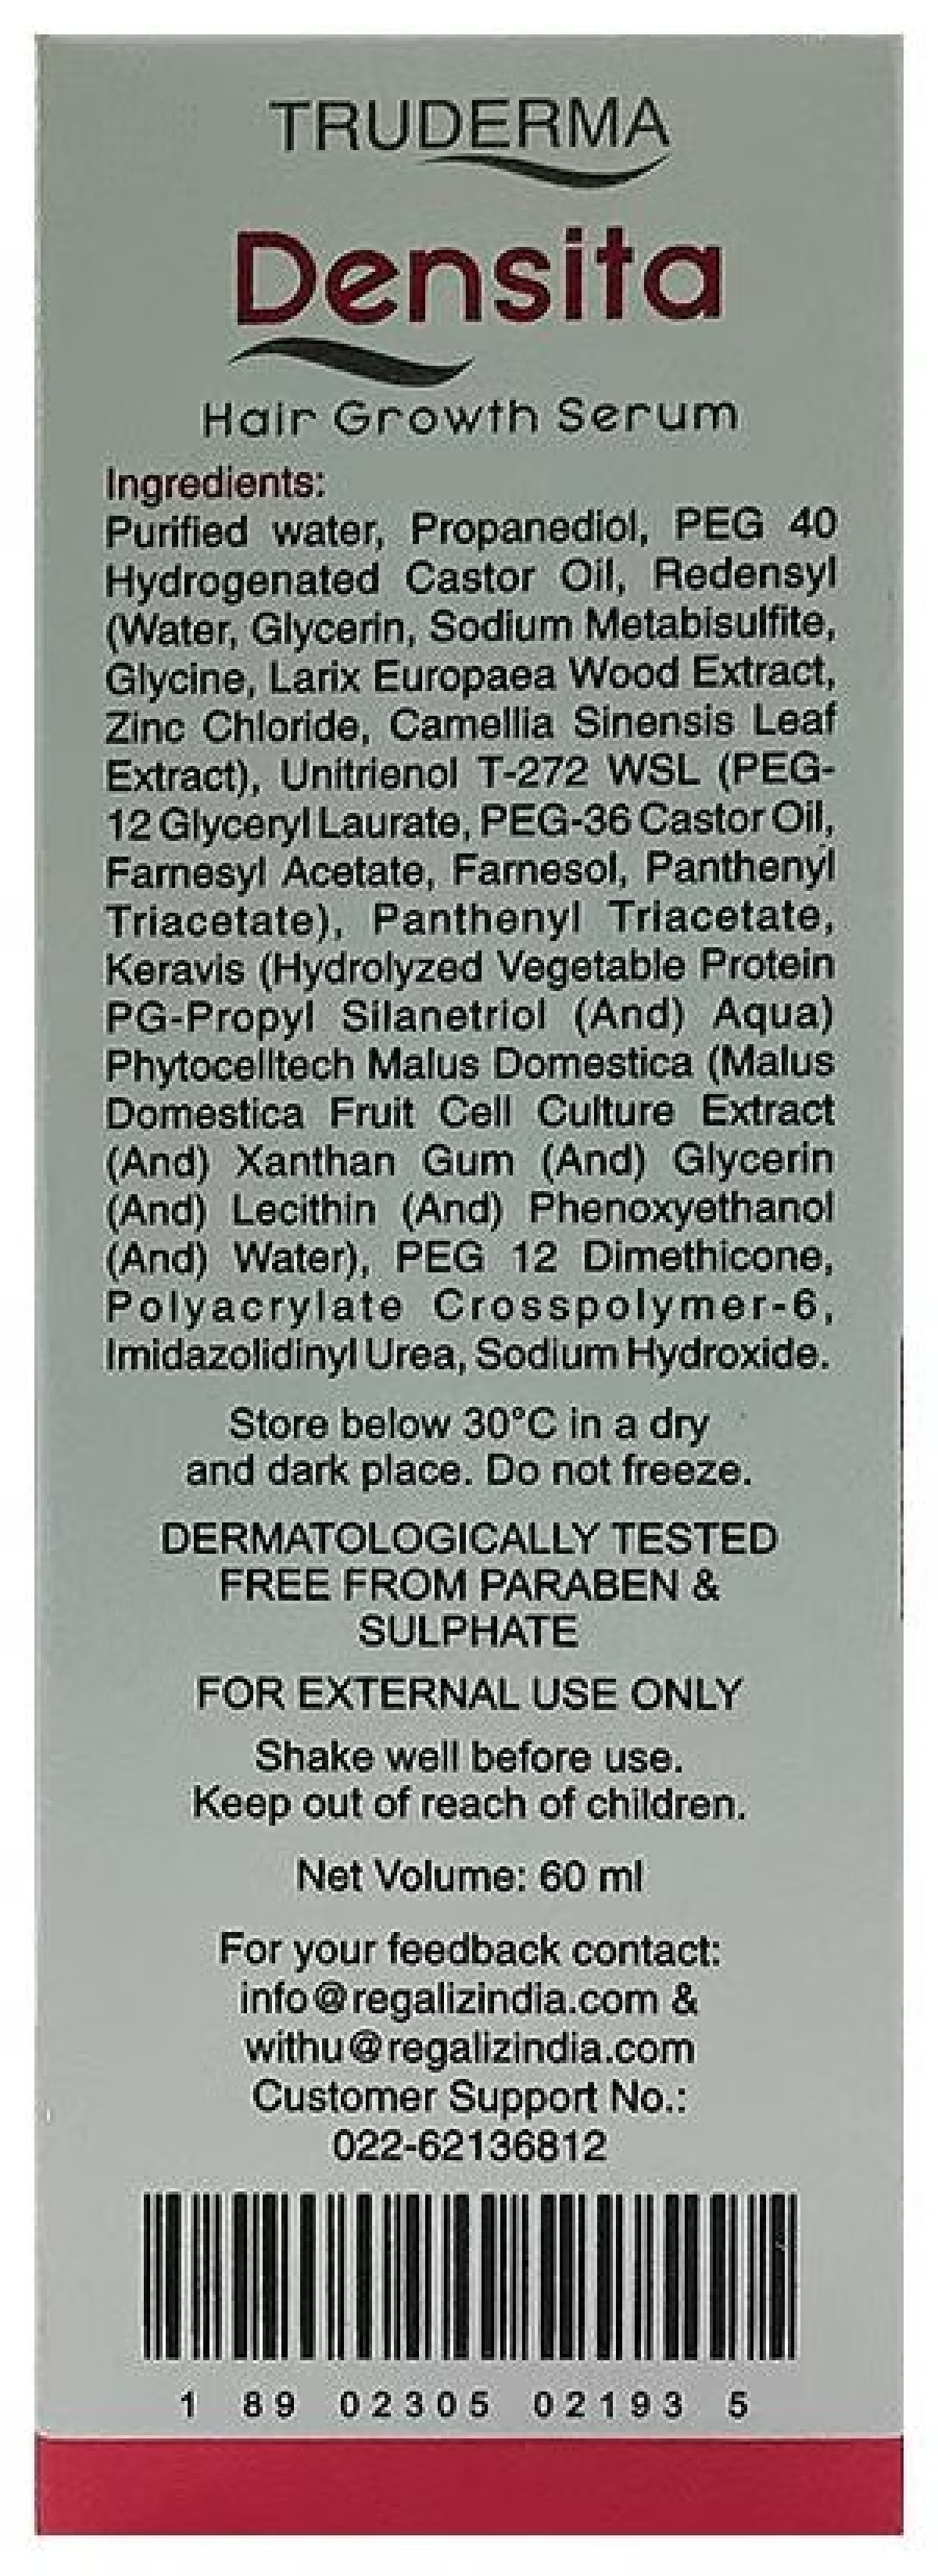 TRUDERMA
Densita
Hair Growth Serum
Ingredients:
Purified water, Propanediol, PEG 40
Hydrogenated Castor Oil, Redensyl
(Water, Glycerin, Sodium Metabisulfite,
Glycine, Larix Europaea Wood Extract,
Zinc Chloride, Camellia Sinensis Leaf
Extract), Unitrienol T-272 WSL (PEG-
12 Glyceryl Laurate, PEG-36 Castor Oil,
Farnesyl Acetate, Farnesol, Panthenyl
Triacetate), Panthenyl Triacetate,
Keravis (Hydrolyzed Vegetable Protein
PG-Propyl Silanetriol (And) Aqua)
Phytocelltech Malus Domestica (Malus
Domestica Fruit Cell Culture Extract
(And) Xanthan Gum (And) Glycerin
(And) Lecithin (And) Phenoxyethanol
(And) Water), PEG 12 Dimethicone,
Polyacrylate Crosspolymer-6,
Imidazolidinyl Urea, Sodium Hydroxide.
Store below 30°C in a dry
and dark place. Do not freeze.
DERMATOLOGICALLY TESTED
FREE FROM PARABEN &
SULPHATE
FOR EXTERNAL USE ONLY
Shake well before use.
Keep out of reach of children.
Net Volume: 60 ml
For your feedback contact:
info@regalizindia.com &
withu@regalizindia.com
Customer Support No.:
022-62136812
1 89 02305 02193 5